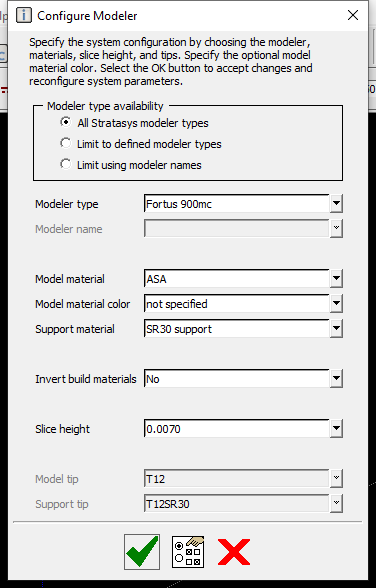 Configure Modeler
Specify the system configuration by choosing the modeler,
materials, slice height, and tips. Specify the optional model
material color. Select the OK button to accept changes and
reconfigure system parameters.
Modeler type availability
All Stratasys modeler types
Limit to defined modeler types
Limit using modeler names
Modeler type Fortus 900mc
Modeler name
Model material ASA
Model material color not specified
Support material SR30 support
Invert build materials No
Slice height 0.0070
Model tip T12
Support tip T12SR30